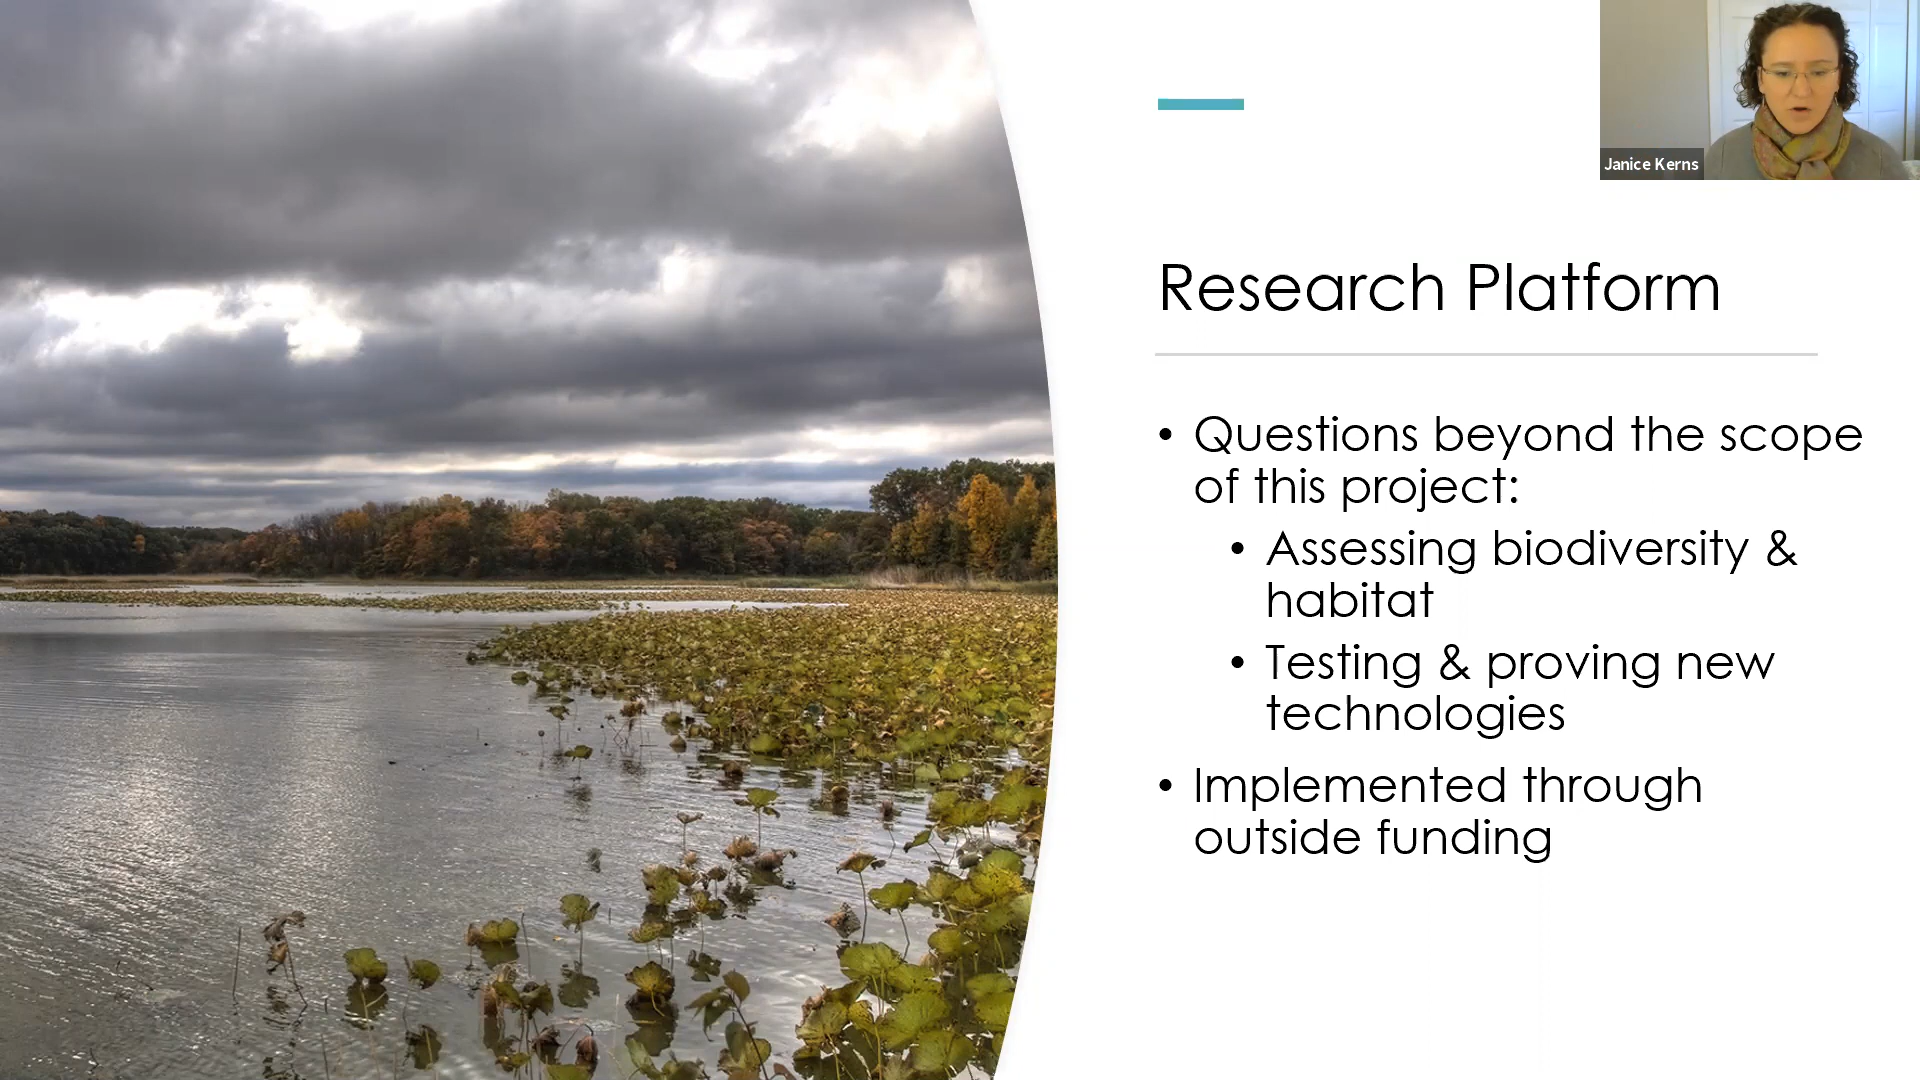 Janice Kerns
Research Platform
• Questions beyond the scope
of this project:
• Assessing biodiversity &
habitat
• Testing & proving new
technologies
• Implemented through
outside funding